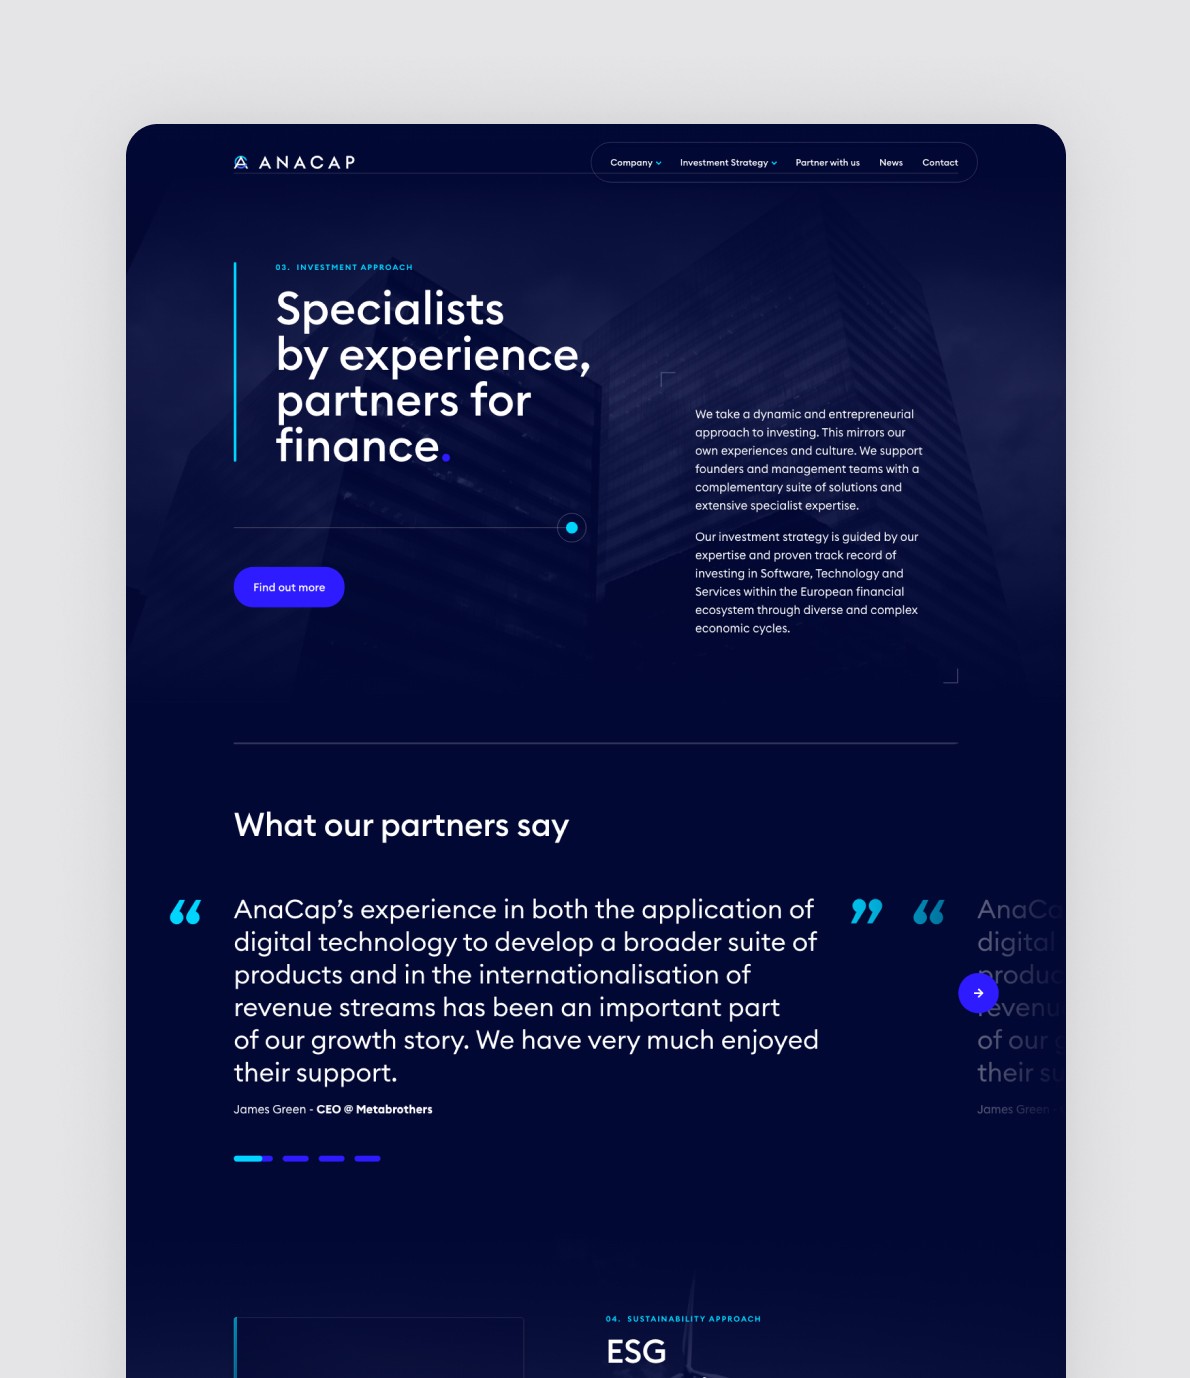 ANACAP
Company
Investment Strategy
Partner with us
News
Contact
03. INVESTMENT APPROACH
Specialists
by experience,
partners for
finance.
We take a dynamic and entrepreneurial
approach to investing. This mirrors our
own experiences and culture. We support
founders and management teams with a
complementary suite of solutions and
extensive specialist expertise.
Our investment strategy is guided by our
expertise and proven track record of
investing in Software, Technology and
Services within the European financial
ecosystem through diverse and complex
economic cycles.
Find out more
What our partners say
“ AnaCap’s experience in both the application of ”
digital technology to develop a broader suite of
products and in the internationalisation of
revenue streams has been an important part
of our growth story. We have very much enjoyed
their support.
James Green - CEO @ Metabrothers
“ AnaCa
digital
produc
revenu
of our g
their su
James Green -
04. SUSTAINABILITY APPROACH
ESG